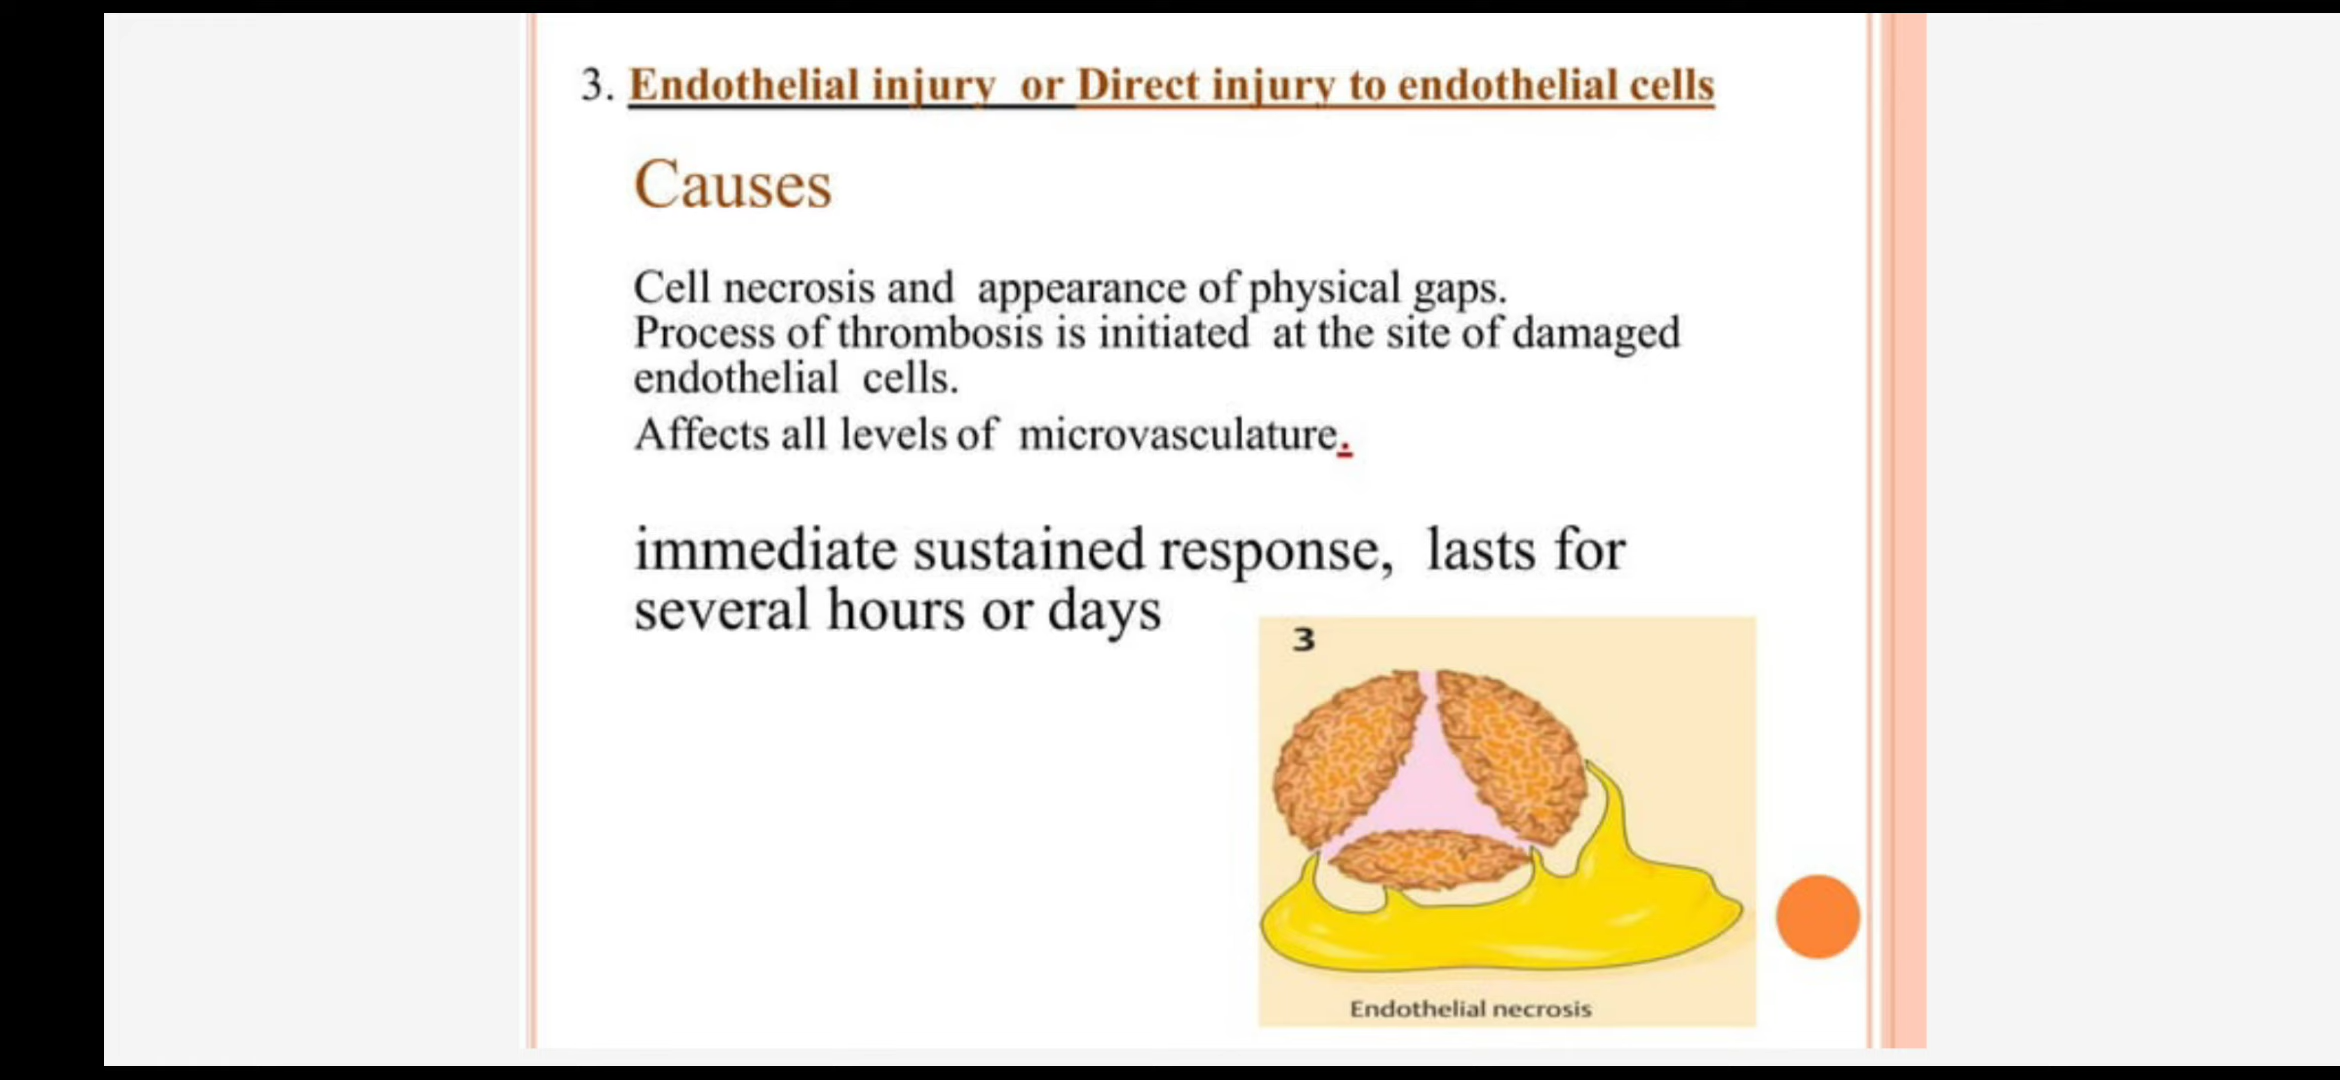 3. Endothelial injury or Direct injury to endothelial cells
Causes
Cell necrosis and appearance of physical gaps.
Process of thrombosis is initiated at the site of damaged
endothelial cells.
Affects all levels of microvasculature.
immediate sustained response, lasts for
several hours or days
3
Endothelial necrosis